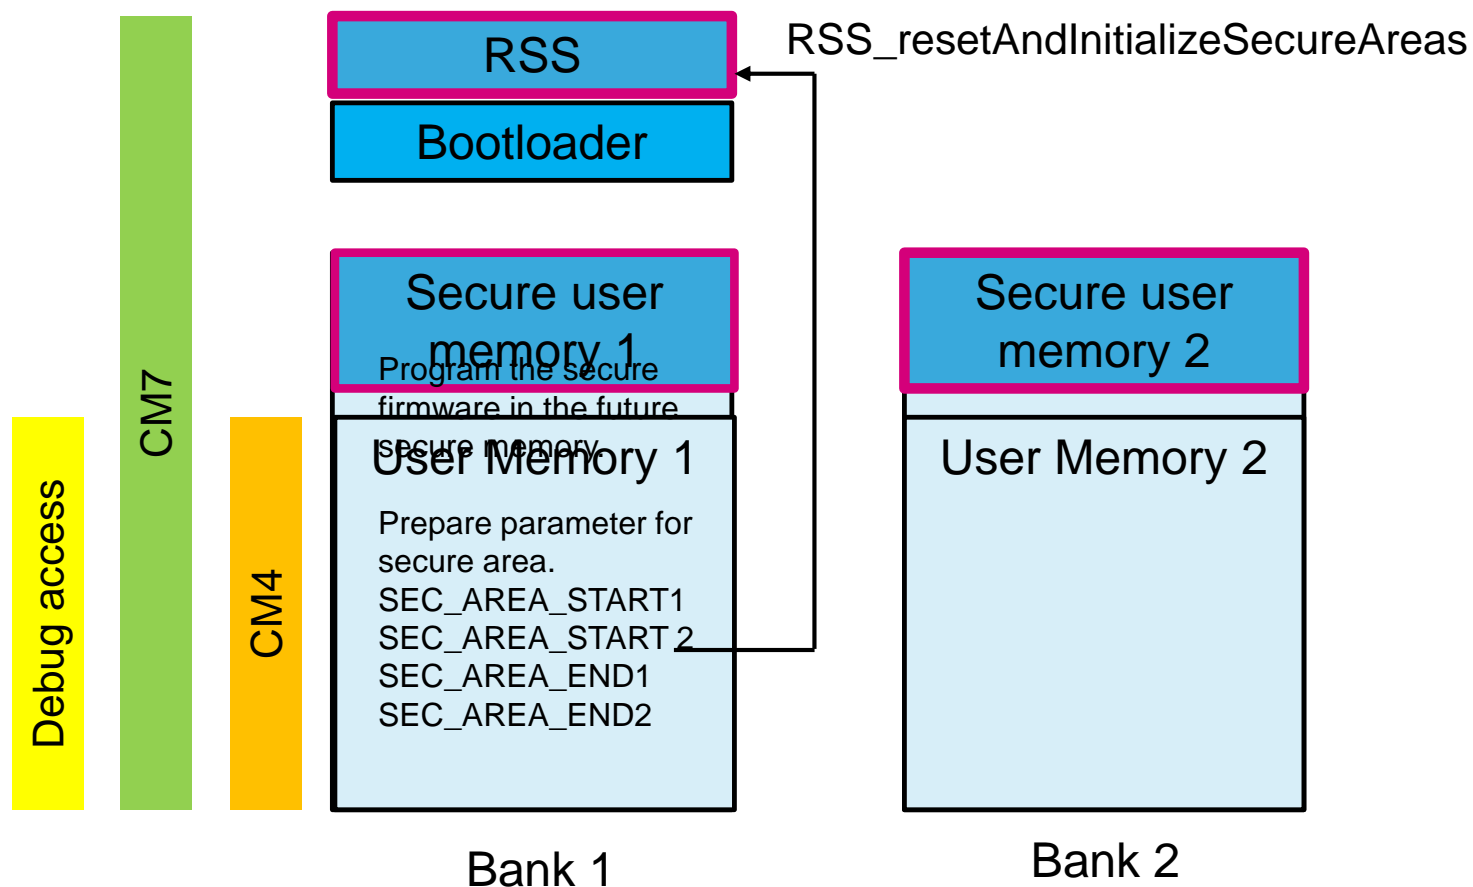 RSS
RSS_resetAndInitializeSecureAreas
Bootloader
Secure user
memory 1
Program the secure
firmware in the future
secure memory.
User Memory 1
Prepare parameter for
secure area.
SEC_AREA_START1
SEC_AREA_START 2
SEC_AREA_END1
SEC_AREA_END2
Secure user
memory 2
User Memory 2
Debug access
CM7
CM4
Bank 1
Bank 2